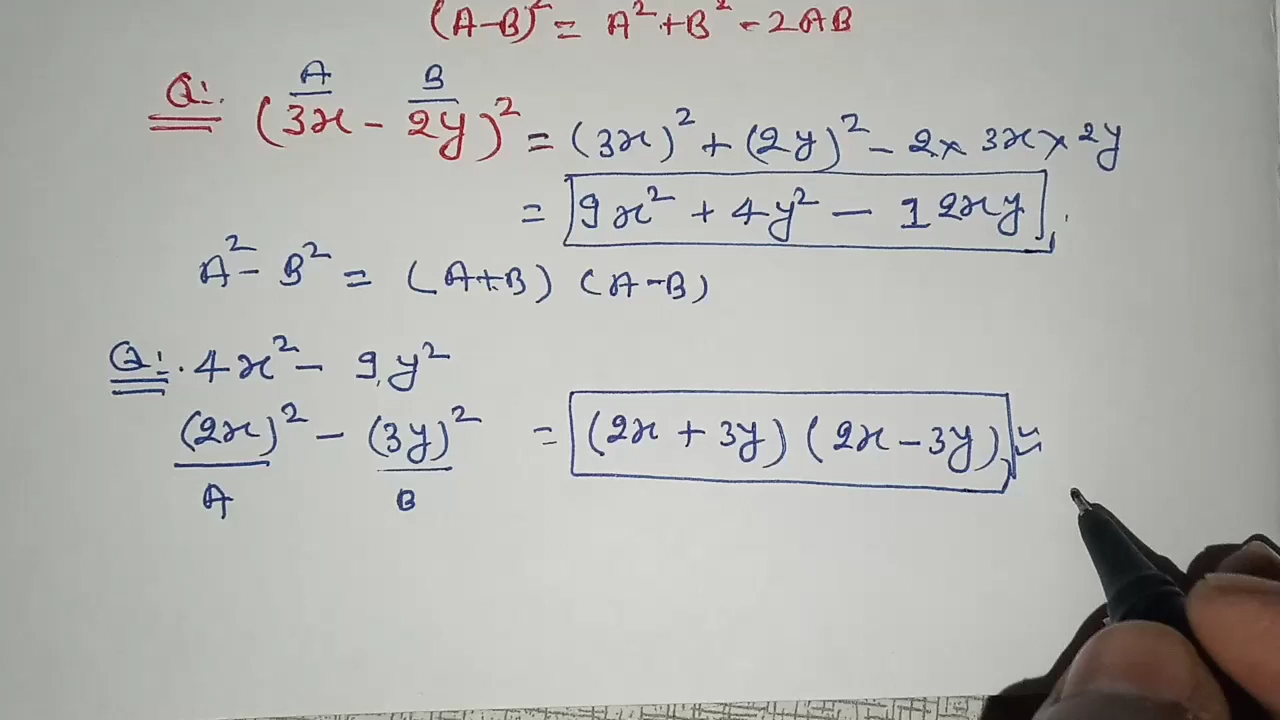 (A-B)² = A² + B² - 2AB
A B
Q:. (3x - 2y)² = (3x)² + (2y)² - 2 × 3x × 2y
= 9x² + 4y² - 12xy.
A² - B² = (A+B) (A-B)
Q:. 4x² - 9y²
(2x)² - (3y)² = (2x + 3y) (2x - 3y)
A B